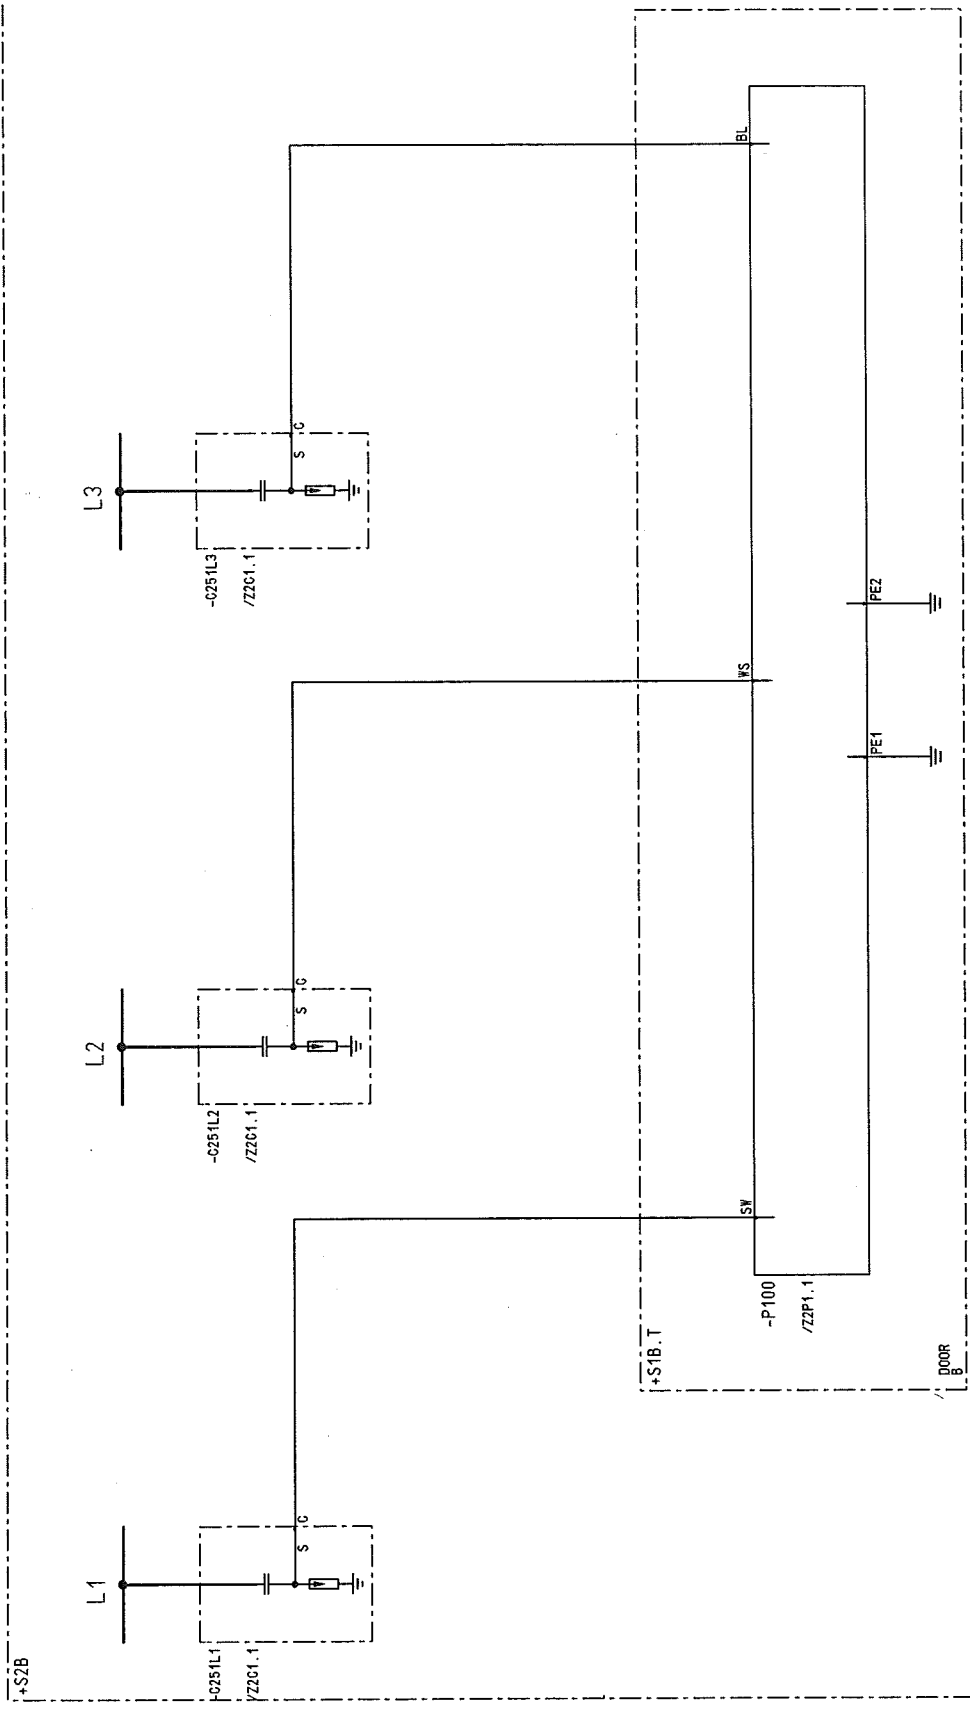 +S2B
L1
-C251L1
/Z2C1.1
S
C
L2
-C251L2
/Z2C1.1
S
C
L3
-C251L3
/Z2C1.1
S
C
+S1B.T
-P100
/Z2P1.1
SW
WS
BL
PE1
PE2
DOOR
B